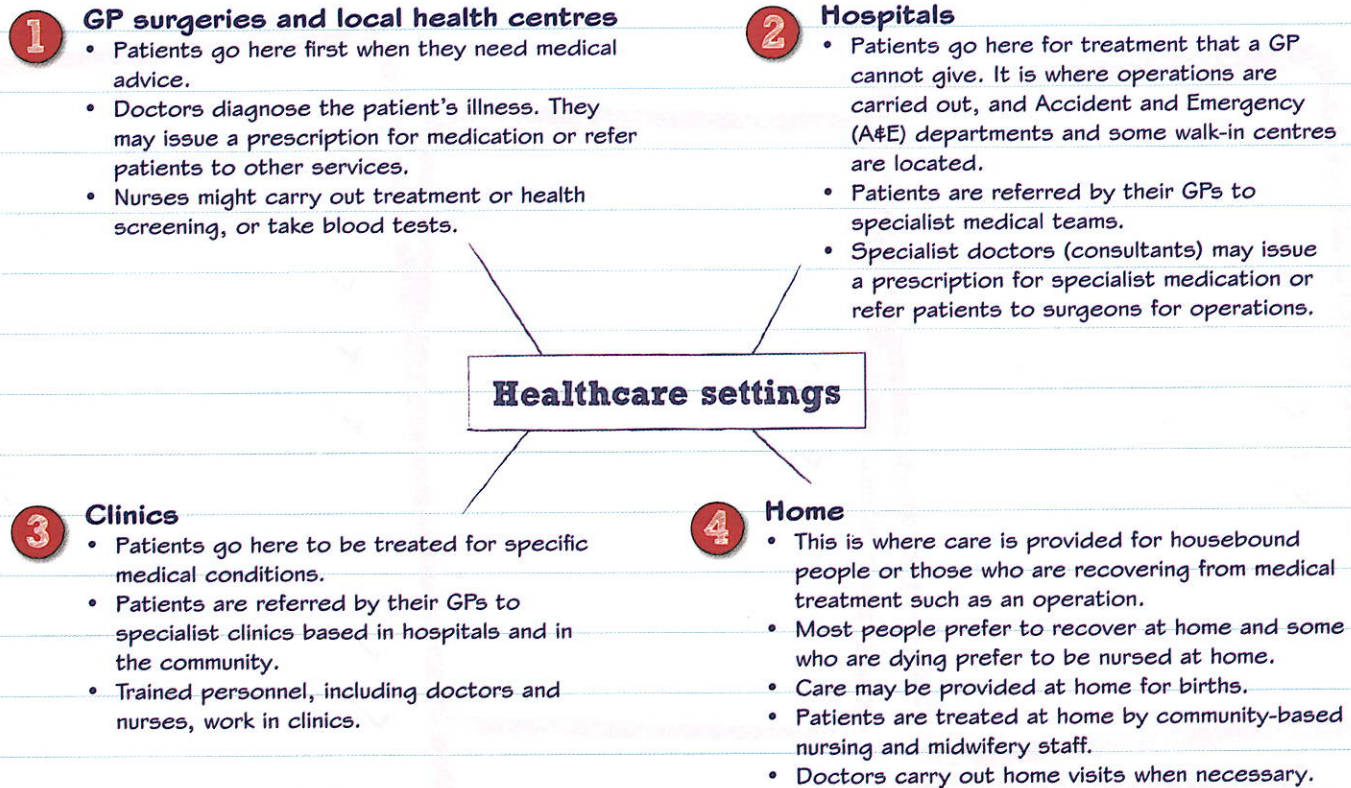 1
GP surgeries and local health centres
• Patients go here first when they need medical
advice.
• Doctors diagnose the patient's illness. They
may issue a prescription for medication or refer
patients to other services.
• Nurses might carry out treatment or health
screening, or take blood tests.
2
Hospitals
• Patients go here for treatment that a GP
cannot give. It is where operations are
carried out, and Accident and Emergency
(A&E) departments and some walk-in centres
are located.
• Patients are referred by their GPs to
specialist medical teams.
• Specialist doctors (consultants) may issue
a prescription for specialist medication or
refer patients to surgeons for operations.
Healthcare settings
3
Clinics
• Patients go here to be treated for specific
medical conditions.
• Patients are referred by their GPs to
specialist clinics based in hospitals and in
the community.
• Trained personnel, including doctors and
nurses, work in clinics.
4
Home
• This is where care is provided for housebound
people or those who are recovering from medical
treatment such as an operation.
• Most people prefer to recover at home and some
who are dying prefer to be nursed at home.
• Care may be provided at home for births.
• Patients are treated at home by community-based
nursing and midwifery staff.
• Doctors carry out home visits when necessary.